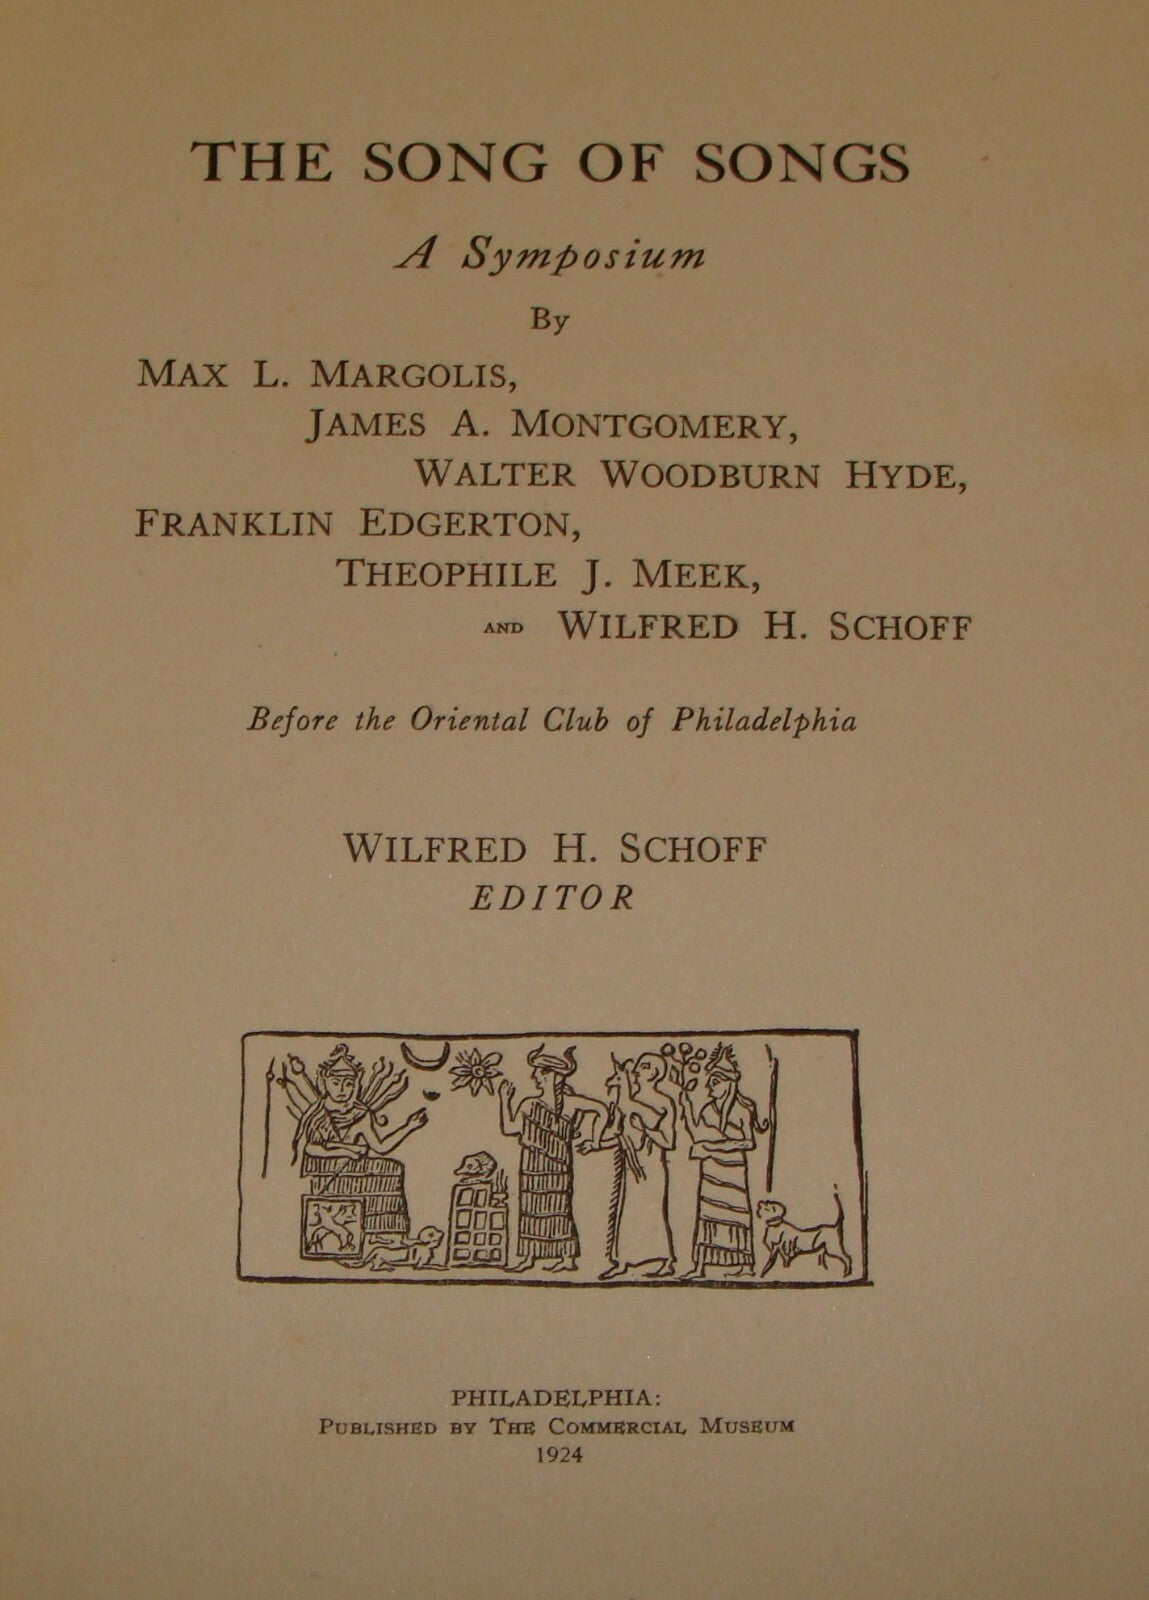 THE SONG OF SONGS
A Symposium
By
MAX L. MARGOLIS,
JAMES A. MONTGOMERY,
WALTER WOODBURN HYDE,
FRANKLIN EDGERTON,
THEOPHILE J. MEEK,
AND WILFRED H. SCHOFF
Before the Oriental Club of Philadelphia
WILFRED H. SCHOFF
EDITOR
PHILADELPHIA:
PUBLISHED BY THE COMMERCIAL MUSEUM
1924